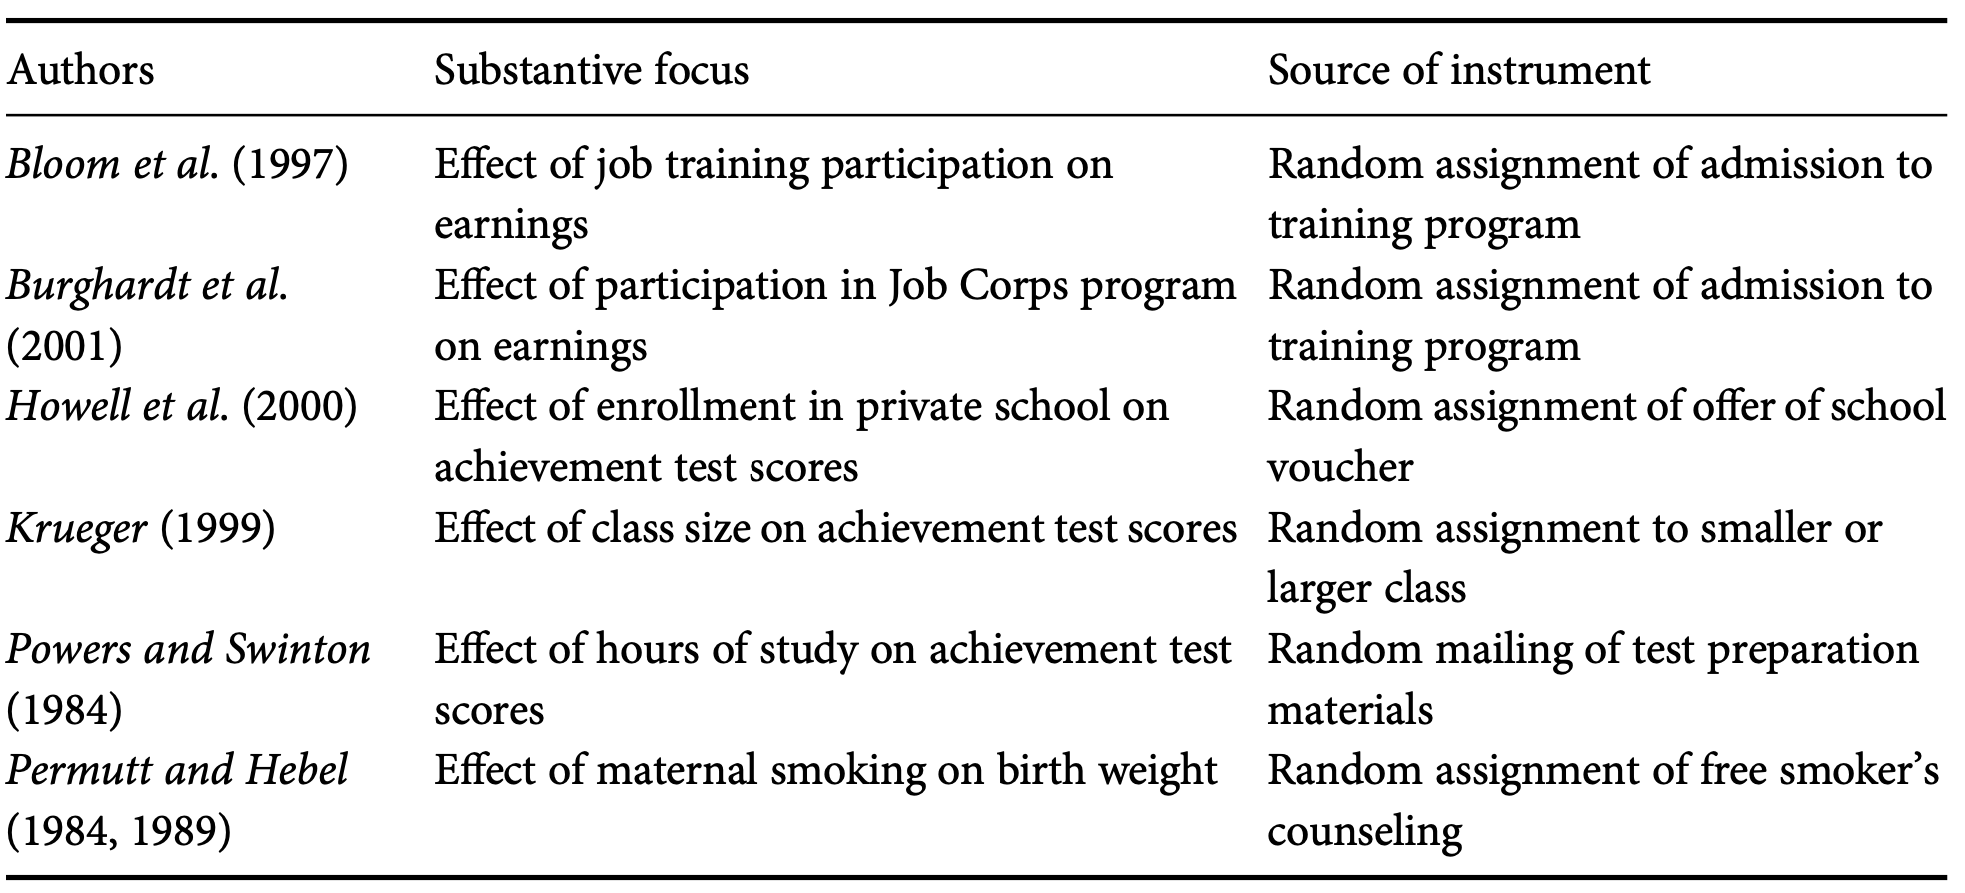 Authors Substantive focus Source of instrument
Bloom et al. (1997) Effect of job training participation on Random assignment of admission to
earnings training program
Burghardt et al. Effect of participation in Job Corps program Random assignment of admission to
(2001) on earnings training program
Howell et al. (2000) Effect of enrollment in private school on Random assignment of offer of school
achievement test scores voucher
Krueger (1999) Effect of class size on achievement test scores Random assignment to smaller or
larger class
Powers and Swinton Effect of hours of study on achievement test Random mailing of test preparation
(1984) scores materials
Permutt and Hebel Effect of maternal smoking on birth weight Random assignment of free smoker’s
(1984, 1989) counseling